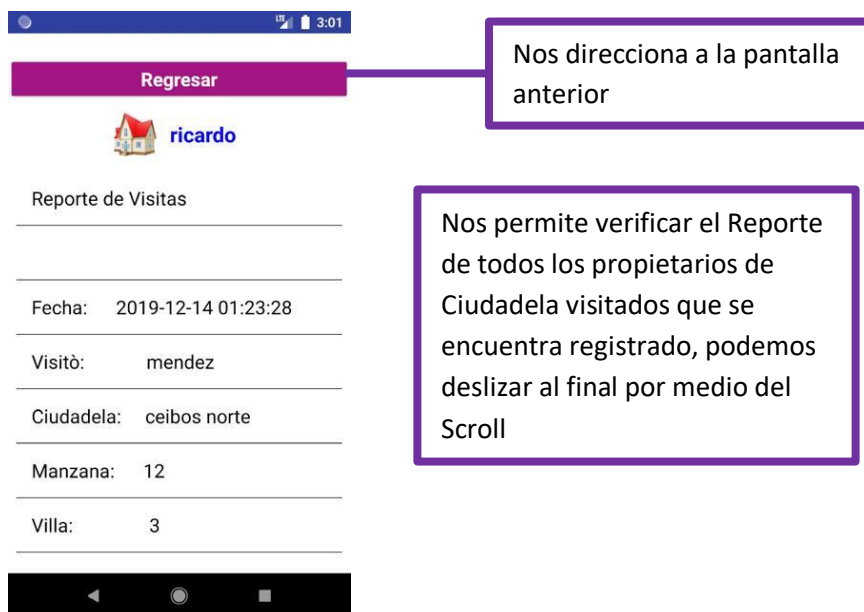 LTE 3:01
Regresar
ricardo
Reporte de Visitas
Fecha: 2019-12-14 01:23:28
Visitò: mendez
Ciudadela: ceibos norte
Manzana: 12
Villa: 3
Nos direcciona a la pantalla
anterior
Nos permite verificar el Reporte
de todos los propietarios de
Ciudadela visitados que se
encuentra registrado, podemos
deslizar al final por medio del
Scroll